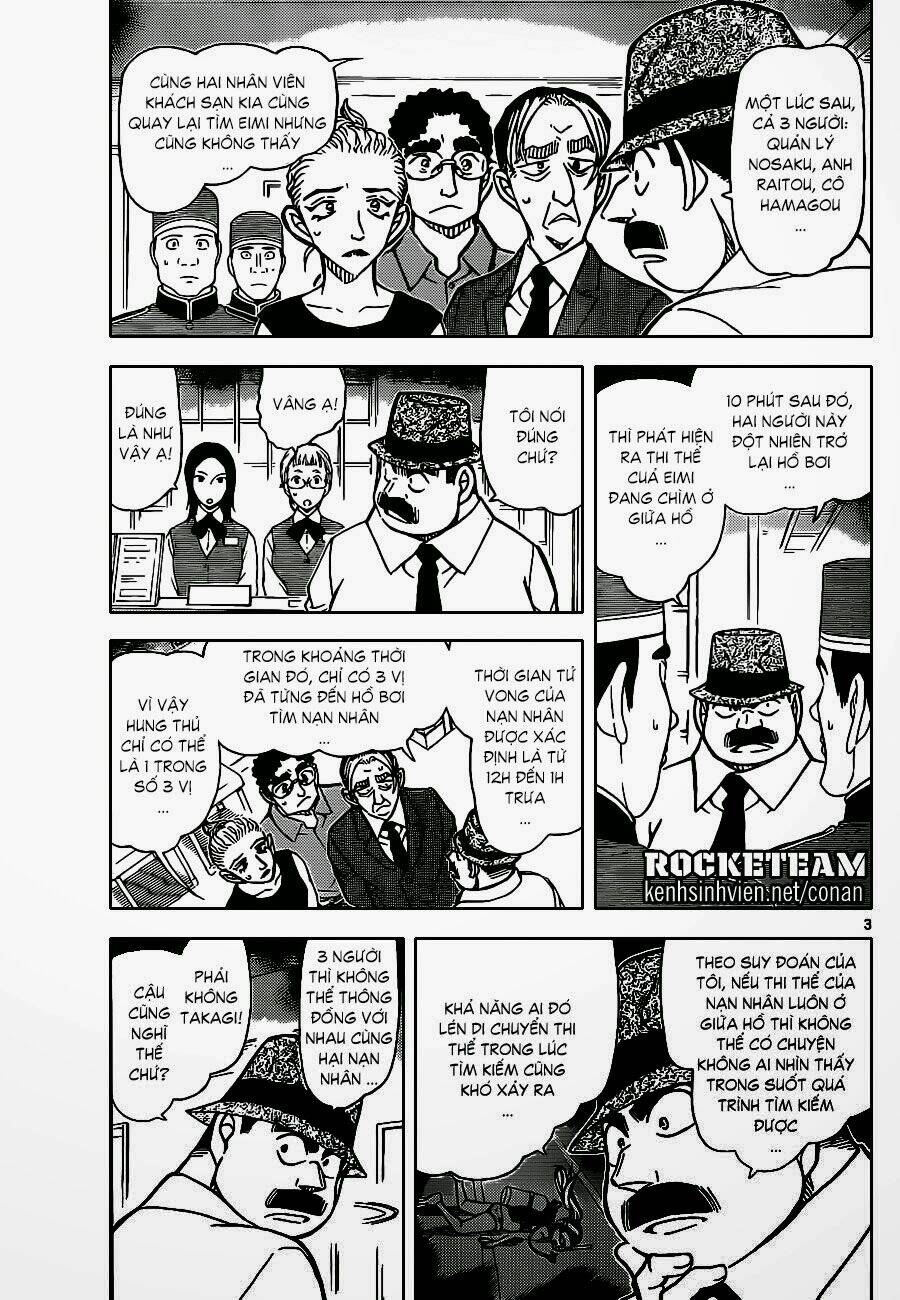 MỘT LÚC SAU,
CẢ 3 NGƯỜI:
QUẢN LÝ
NOSAKU, ANH
RAITOU, CÔ
HAMAGOU
...
CÙNG HAI NHÂN VIÊN
KHÁCH SẠN KIA CŨNG
QUAY LẠI TÌM EIMI NHƯNG
CŨNG KHÔNG THẤY
...
10 PHÚT SAU ĐÓ,
HAI NGƯỜI NÀY
ĐỘT NHIÊN TRỞ
LẠI HỒ BƠI
...
THÌ PHÁT HIỆN
RA THI THỂ
CUẢ EIMI
ĐANG CHÌM Ở
GIỮA HỒ
...
TÔI NÓI
ĐÚNG
CHỨ?
VÂNG Ạ!
ĐÚNG
LÀ NHƯ
VẬY Ạ!
THỜI GIAN TỬ
VONG CỦA
NẠN NHÂN
ĐƯỢC XÁC
ĐỊNH LÀ TỪ
12H ĐẾN 1H
TRƯA
...
TRONG KHOẢNG THỜI
GIAN ĐÓ, CHỈ CÓ 3 VỊ
ĐÃ TỪNG ĐẾN HỒ BƠI
TÌM NẠN NHÂN
...
VÌ VẬY
HUNG THỦ
CHỈ CÓ THỂ
LÀ 1 TRONG
SỐ 3 VỊ
...
ROCKETEAM
kenhsinhvien.net/conan
3
THEO SUY ĐOÁN CỦA
TÔI, NẾU THI THỂ CỦA
NẠN NHÂN LUÔN Ở
GIỮA HỒ THÌ KHÔNG
THỂ CÓ CHUYỆN
KHÔNG AI NHÌN THẤY
TRONG SUỐT QUÁ
TRÌNH TÌM KIẾM
ĐƯỢC
...
KHẢ NĂNG AI ĐÓ
LÉN DI CHUYỂN THI
THỂ TRONG LÚC
TÌM KIẾM CŨNG
KHÓ XẢY RA
...
3 NGƯỜI
THÌ KHÔNG
THỂ THÔNG
ĐỒNG VỚI
NHAU CÙNG
HẠI NẠN
NHÂN ...
PHẢI
KHÔNG
TAKAGI!
CẬU
CŨNG
NGHĨ THẾ
CHỨ?